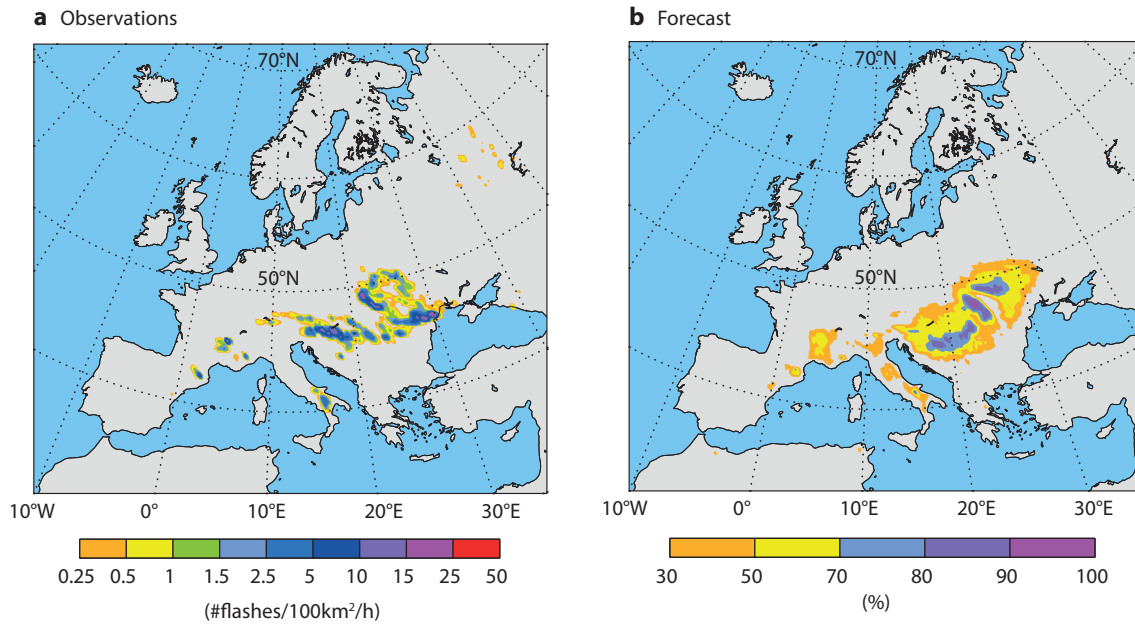 a Observations
70°N
50°N
10°W 0° 10°E 20°E 30°E
0.25 0.5 1 1.5 2.5 5 10 15 25 50
(#flashes/100km²/h)
b Forecast
70°N
50°N
10°W 0° 10°E 20°E 30°E
30 50 70 80 90 100
(%)